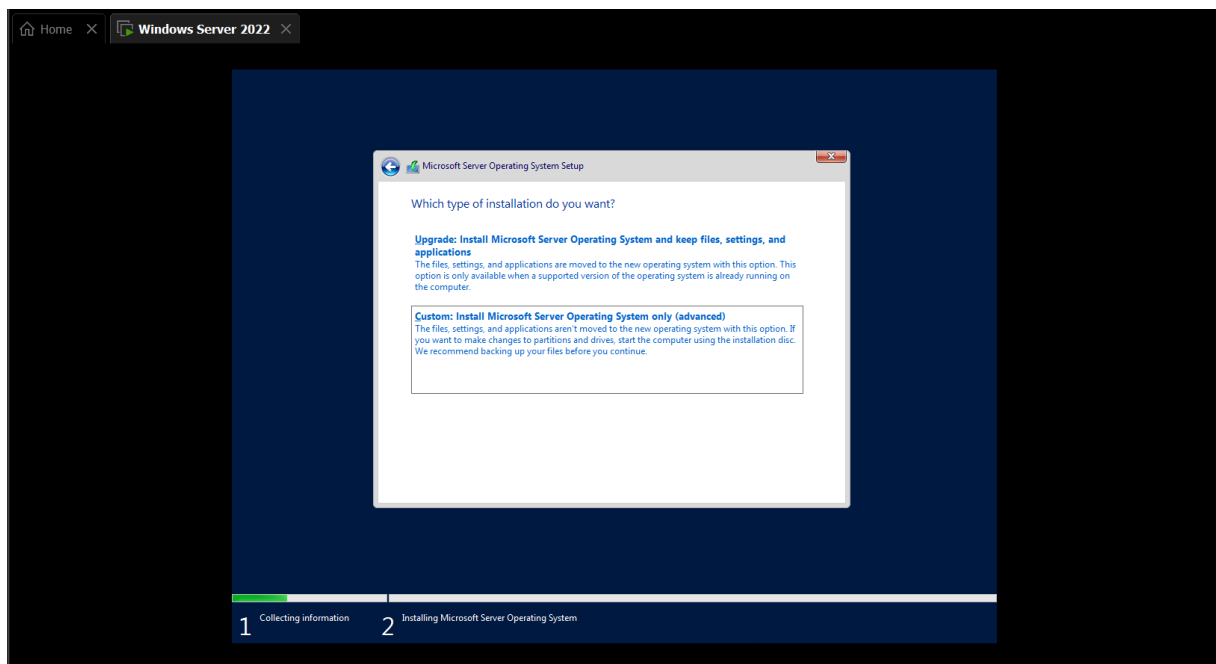 Home
Windows Server 2022
Microsoft Server Operating System Setup
Which type of installation do you want?
Upgrade: Install Microsoft Server Operating System and keep files, settings, and
applications
The files, settings, and applications are moved to the new operating system with this option. This
option is only available when a supported version of the operating system is already running on
the computer.
Custom: Install Microsoft Server Operating System only (advanced)
The files, settings, and applications aren't moved to the new operating system with this option. If
you want to make changes to partitions and drives, start the computer using the installation disc.
We recommend backing up your files before you continue.
1 Collecting information
2 Installing Microsoft Server Operating System